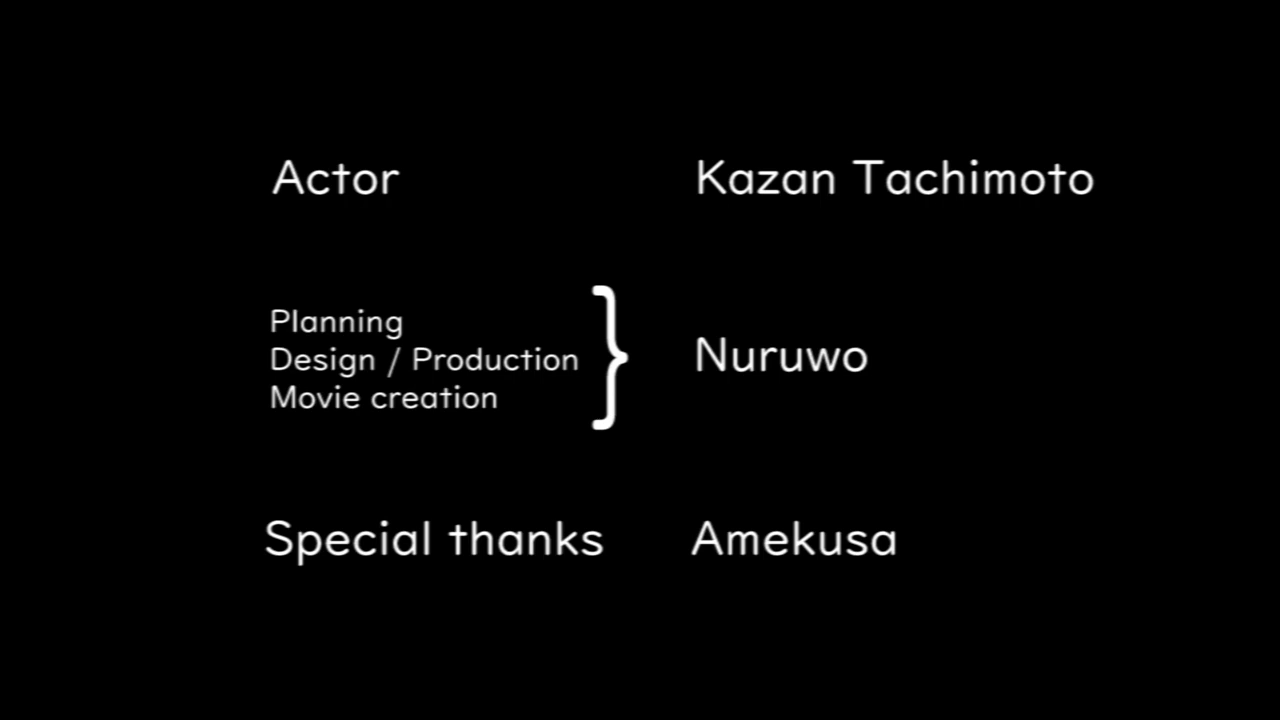 Actor Kazan Tachimoto
Planning
Design / Production
Movie creation
} Nuruwo
Special thanks Amekusa